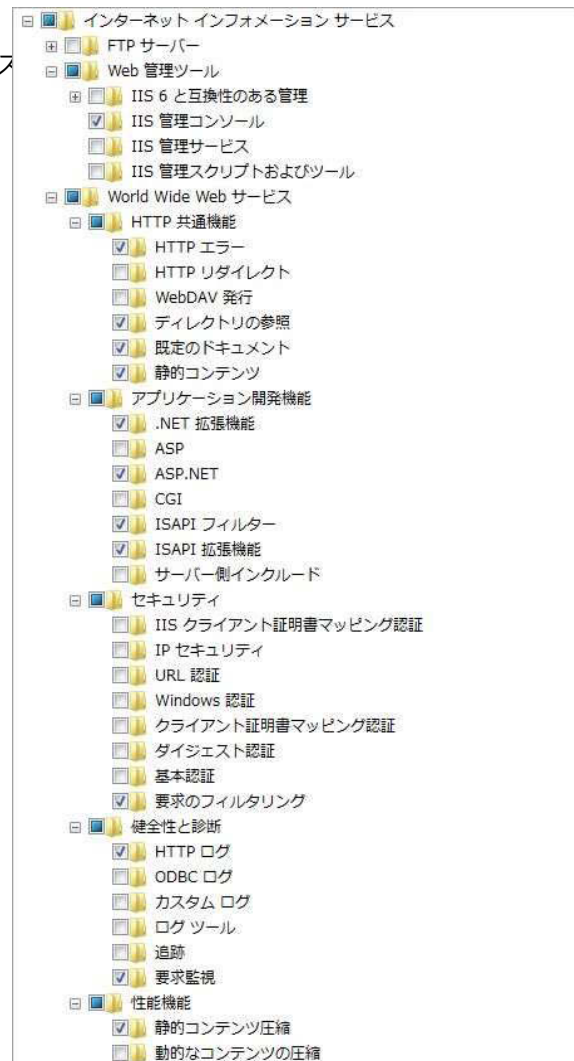 インターネット インフォメーション サービス
FTP サーバー
Web 管理ツール
IIS 6 と互換性のある管理
IIS 管理コンソール
IIS 管理サービス
IIS 管理スクリプトおよびツール
World Wide Web サービス
HTTP 共通機能
HTTP エラー
HTTP リダイレクト
WebDAV 発行
ディレクトリの参照
既定のドキュメント
静的コンテンツ
アプリケーション開発機能
.NET 拡張機能
ASP
ASP.NET
CGI
ISAPI フィルター
ISAPI 拡張機能
サーバー側インクルード
セキュリティ
IIS クライアント証明書マッピング認証
IP セキュリティ
URL 認証
Windows 認証
クライアント証明書マッピング認証
ダイジェスト認証
基本認証
要求のフィルタリング
健全性と診断
HTTP ログ
ODBC ログ
カスタム ログ
ログ ツール
追跡
要求監視
性能機能
静的コンテンツ圧縮
動的なコンテンツの圧縮